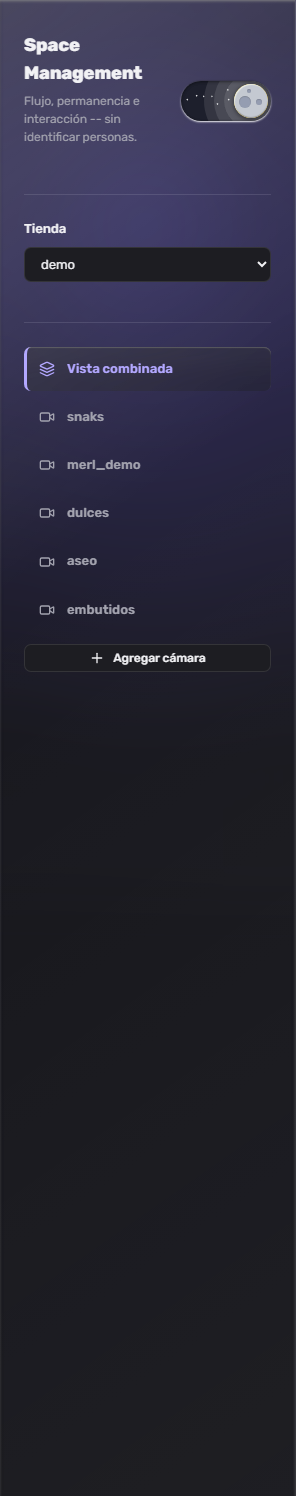 Space
Management
Flujo, permanencia e
interacción -- sin
identificar personas.
Tienda
demo
Vista combinada
snaks
merl_demo
dulces
aseo
embutidos
Agregar cámara